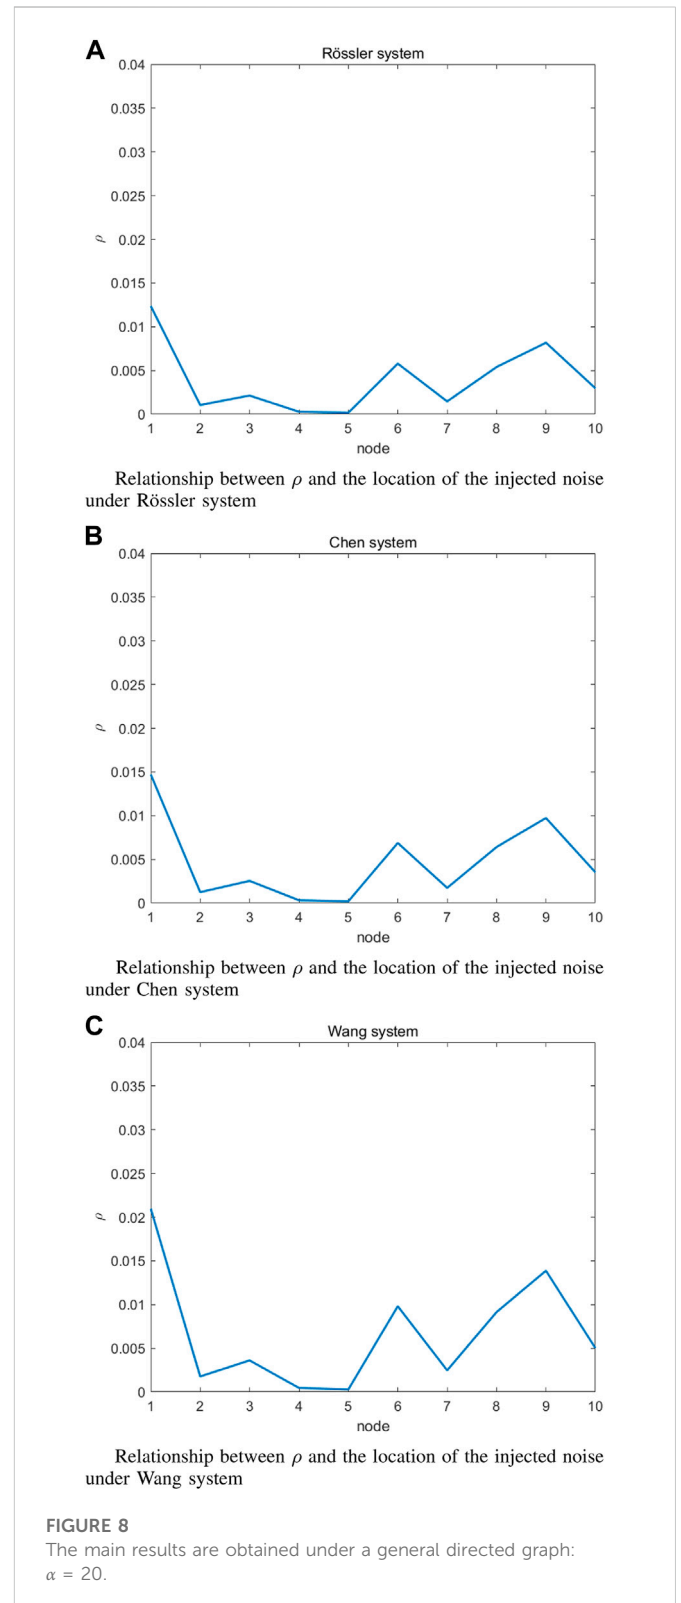 A
Rössler system
0.04
0.035
0.03
0.025
0.02
0.015
0.01
0.005
0
ρ
1 2 3 4 5 6 7 8 9 10
node
Relationship between ρ and the location of the injected noise
under Rössler system
B
Chen system
0.04
0.035
0.03
0.025
0.02
0.015
0.01
0.005
0
ρ
1 2 3 4 5 6 7 8 9 10
node
Relationship between ρ and the location of the injected noise
under Chen system
C
Wang system
0.04
0.035
0.03
0.025
0.02
0.015
0.01
0.005
0
ρ
1 2 3 4 5 6 7 8 9 10
node
Relationship between ρ and the location of the injected noise
under Wang system
FIGURE 8
The main results are obtained under a general directed graph:
α = 20.